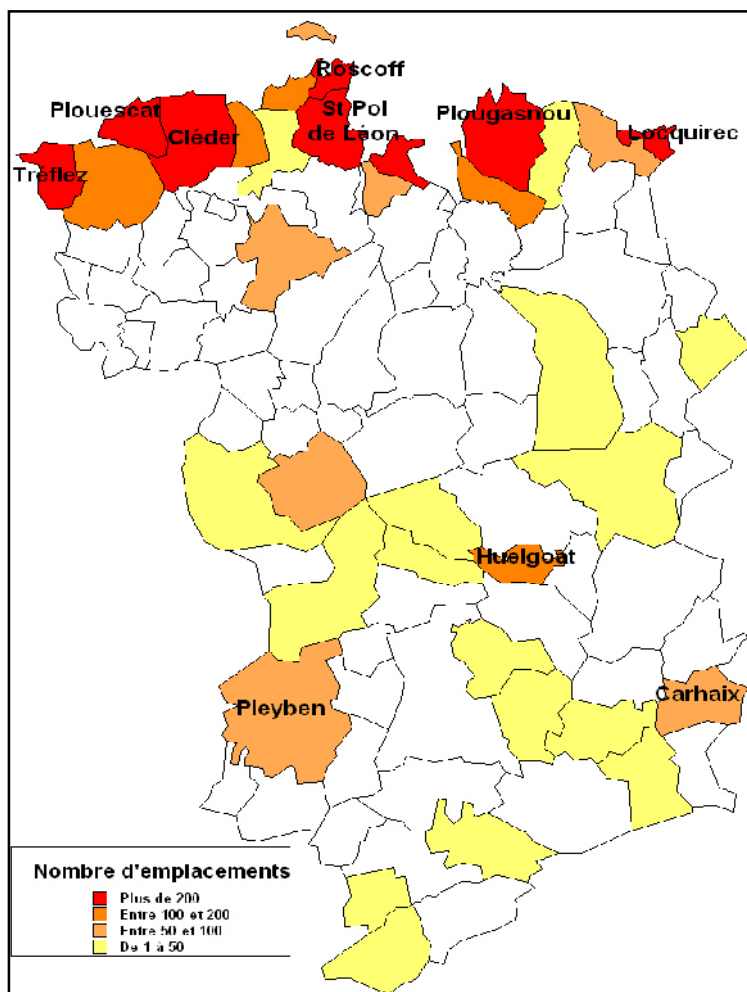 Roscoff
Plouescat
St Pol
de Léon
Cléder
Plougasnou
Locquirec
Tréflez
Huelgoat
Carhaix
Pleyben
Nombre d'emplacements
Plus de 200
Entre 100 et 200
Entre 50 et 100
De 1 à 50